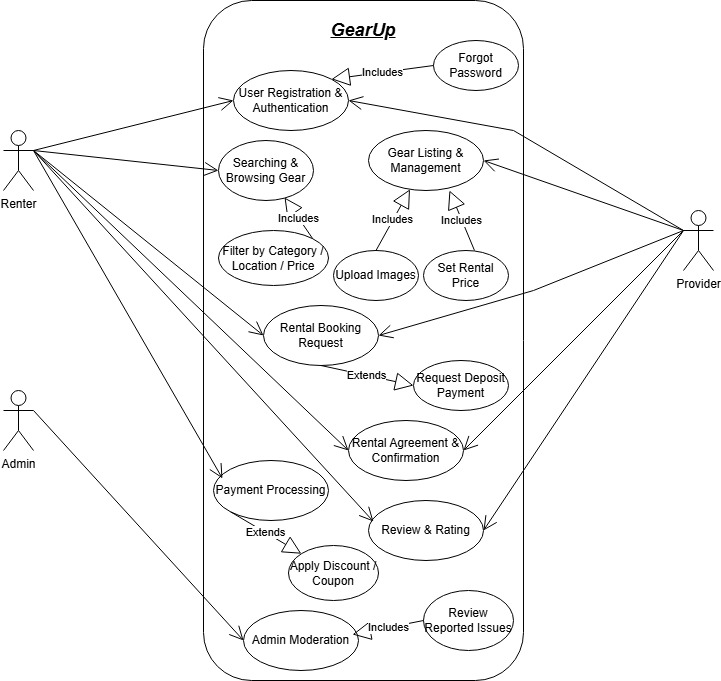 GearUp
Forgot
Password
Includes
User Registration &
Authentication
Gear Listing &
Management
Searching &
Browsing Gear
Renter
Includes
Includes
Includes
Filter by Category /
Location / Price
Upload Images
Set Rental
Price
Provider
Rental Booking
Request
Extends
Request Deposit
Payment
Rental Agreement &
Confirmation
Admin
Payment Processing
Extends
Review & Rating
Apply Discount /
Coupon
Review
Reported Issues
Includes
Admin Moderation